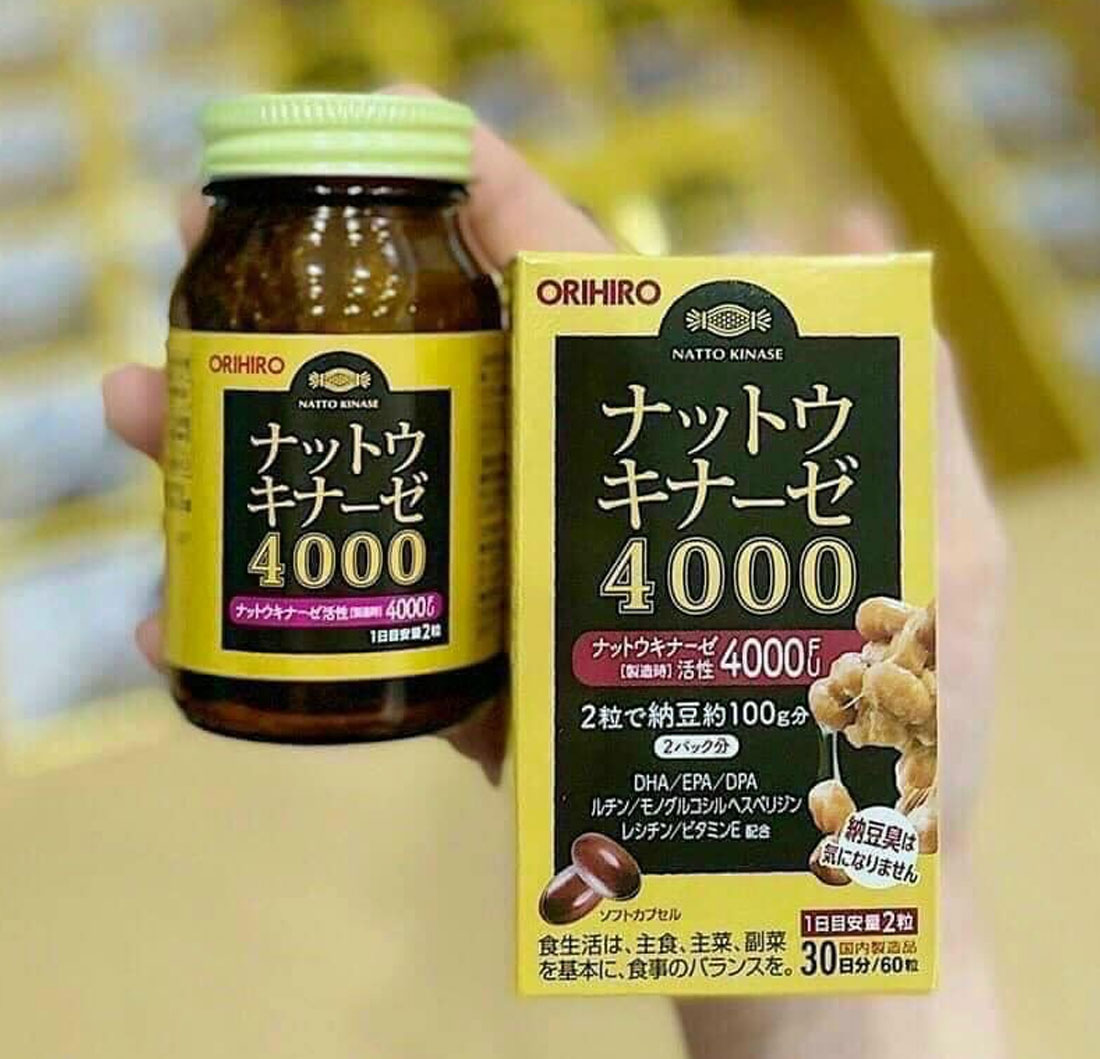 ORIHIRO
NATTO KINASE
ナットウ
キナーゼ
4000
ナットウキナーゼ活性[製造時]4000FU
1日目安量2粒
ORIHIRO
NATTO KINASE
ナットウ
キナーゼ
4000
ナットウキナーゼ
[製造時]活性4000FU
2粒で納豆約100g分
2パック分
DHA/EPA/DPA
ルチン/モノグルコシルヘスペリジン
レシチン/ビタミンE 配合
納豆臭は
気になりません
ソフトカプセル
1日目安量2粒
食生活は、主食、主菜、副菜
を基本に、食事のバランスを。
国内製造品
30日分/60粒